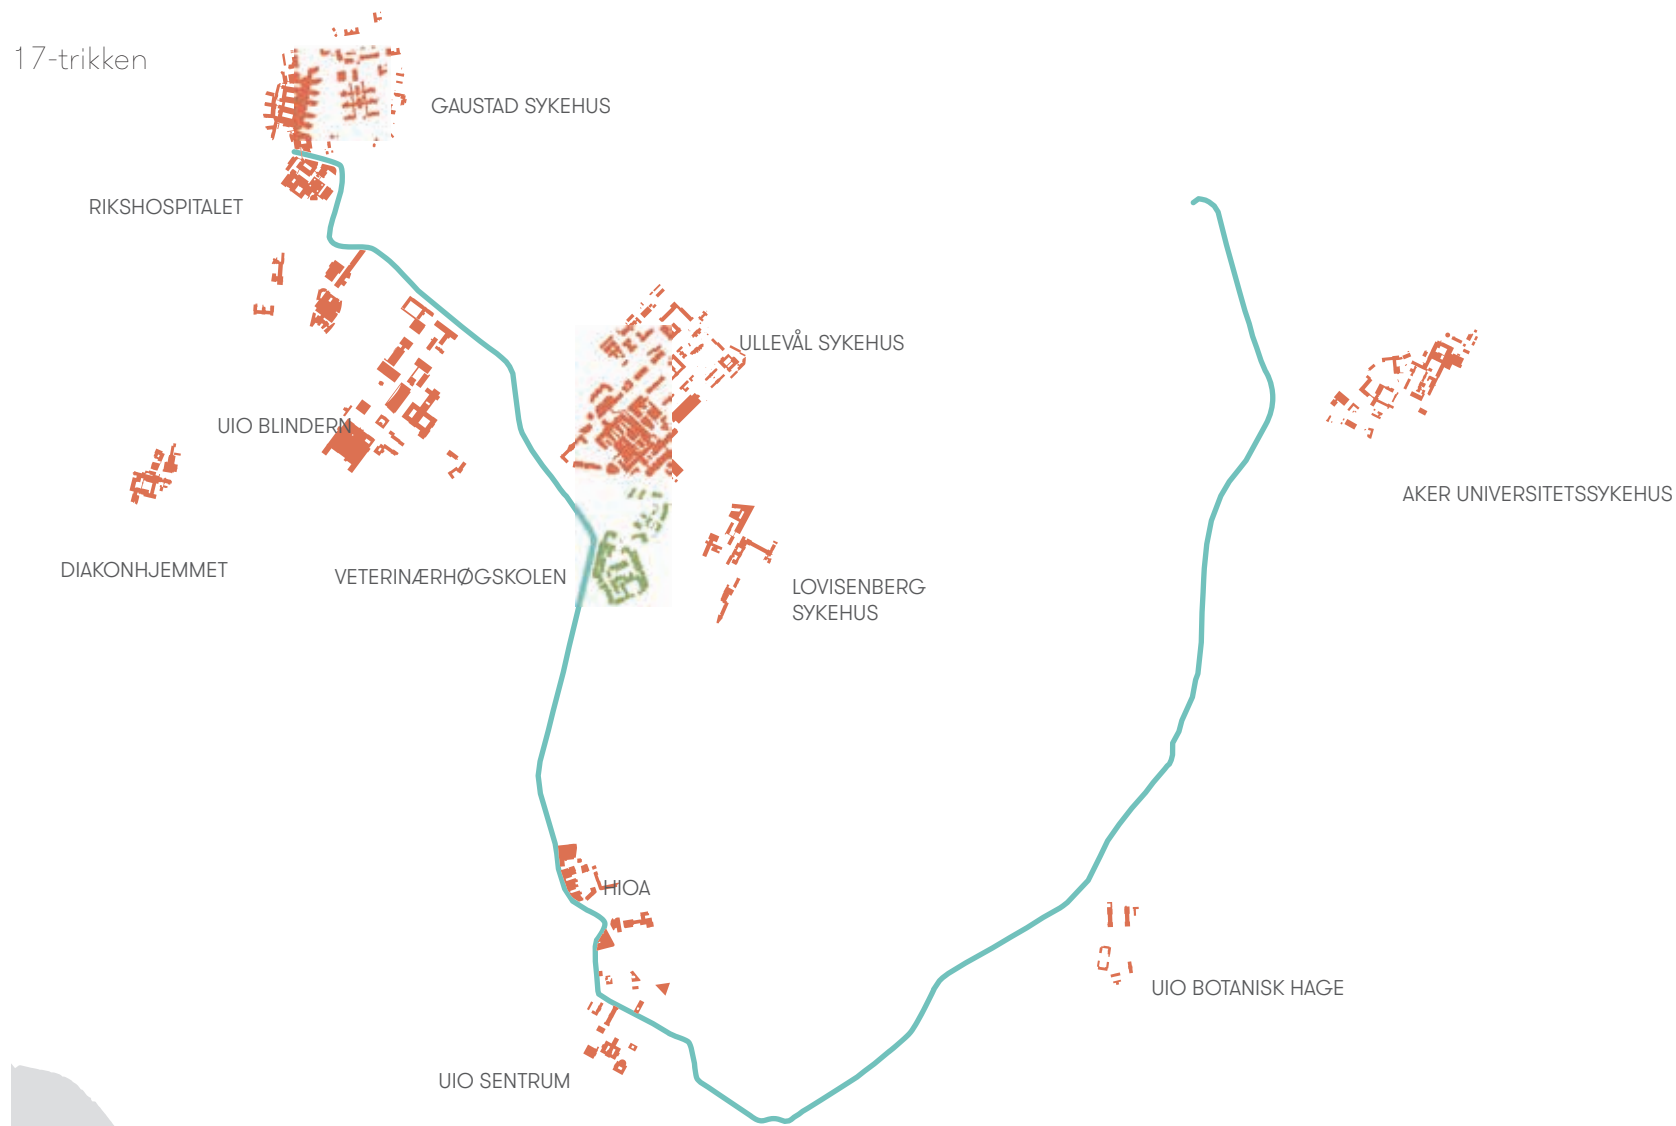 17-trikken
GAUSTAD SYKEHUS
RIKSHOSPITALET
ULLEVÅL SYKEHUS
UIO BLINDERN
AKER UNIVERSITETSSYKEHUS
DIAKONHJEMMET
VETERINÆRHØGSKOLEN
LOVISENBERG
SYKEHUS
HIOA
UIO BOTANISK HAGE
UIO SENTRUM